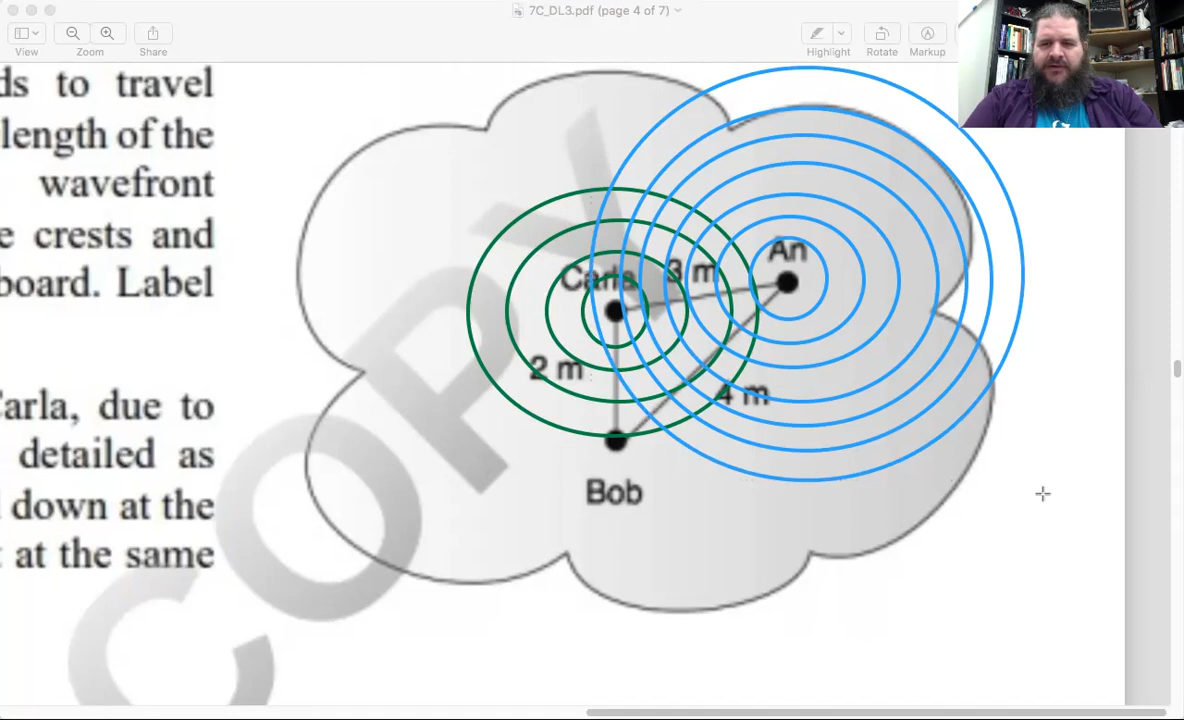 7C_DL3.pdf (page 4 of 7)
View
Zoom
Share
Highlight
Rotate
Markup
ds to travel
length of the
wavefront
e crests and
board. Label
Carla, due to
detailed as
down at the
t at the same
An
3 m
Carla
2 m
4 m
Bob
COPY